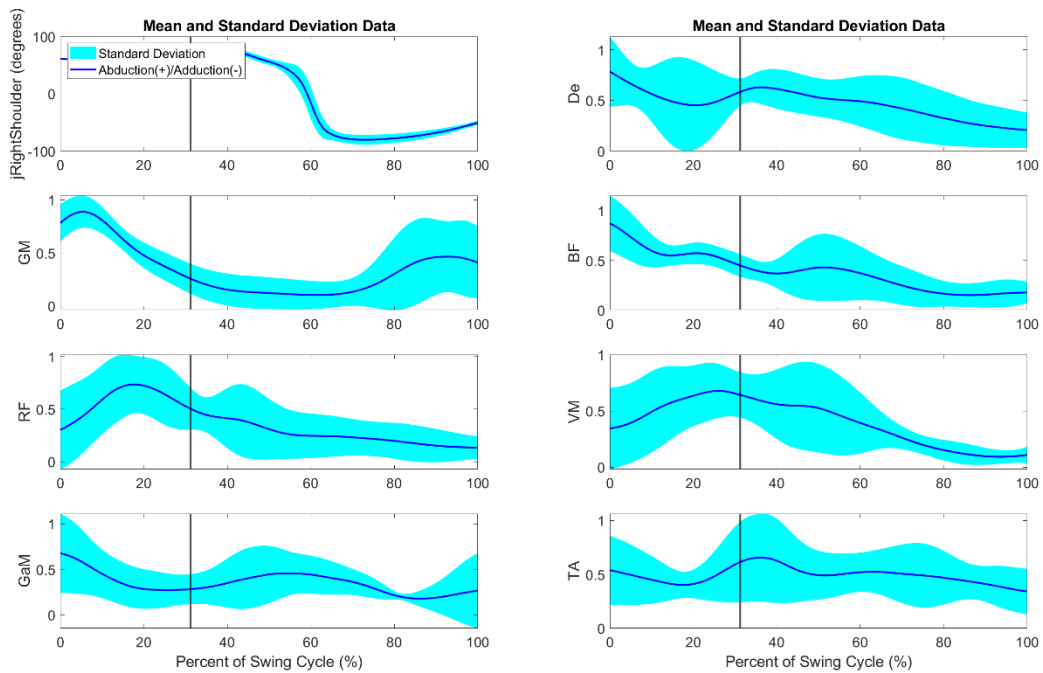 Mean and Standard Deviation Data
jRightShoulder (degrees)
100
0
-100
Standard Deviation
Abduction(+)/Adduction(-)
0 20 40 60 80 100
Mean and Standard Deviation Data
De
1
0.5
0
0 20 40 60 80 100
GM
1
0.5
0
0 20 40 60 80 100
BF
1
0.5
0
0 20 40 60 80 100
RF
1
0.5
0
0 20 40 60 80 100
VM
1
0.5
0
0 20 40 60 80 100
GaM
1
0.5
0
0 20 40 60 80 100
Percent of Swing Cycle (%)
TA
1
0.5
0
0 20 40 60 80 100
Percent of Swing Cycle (%)